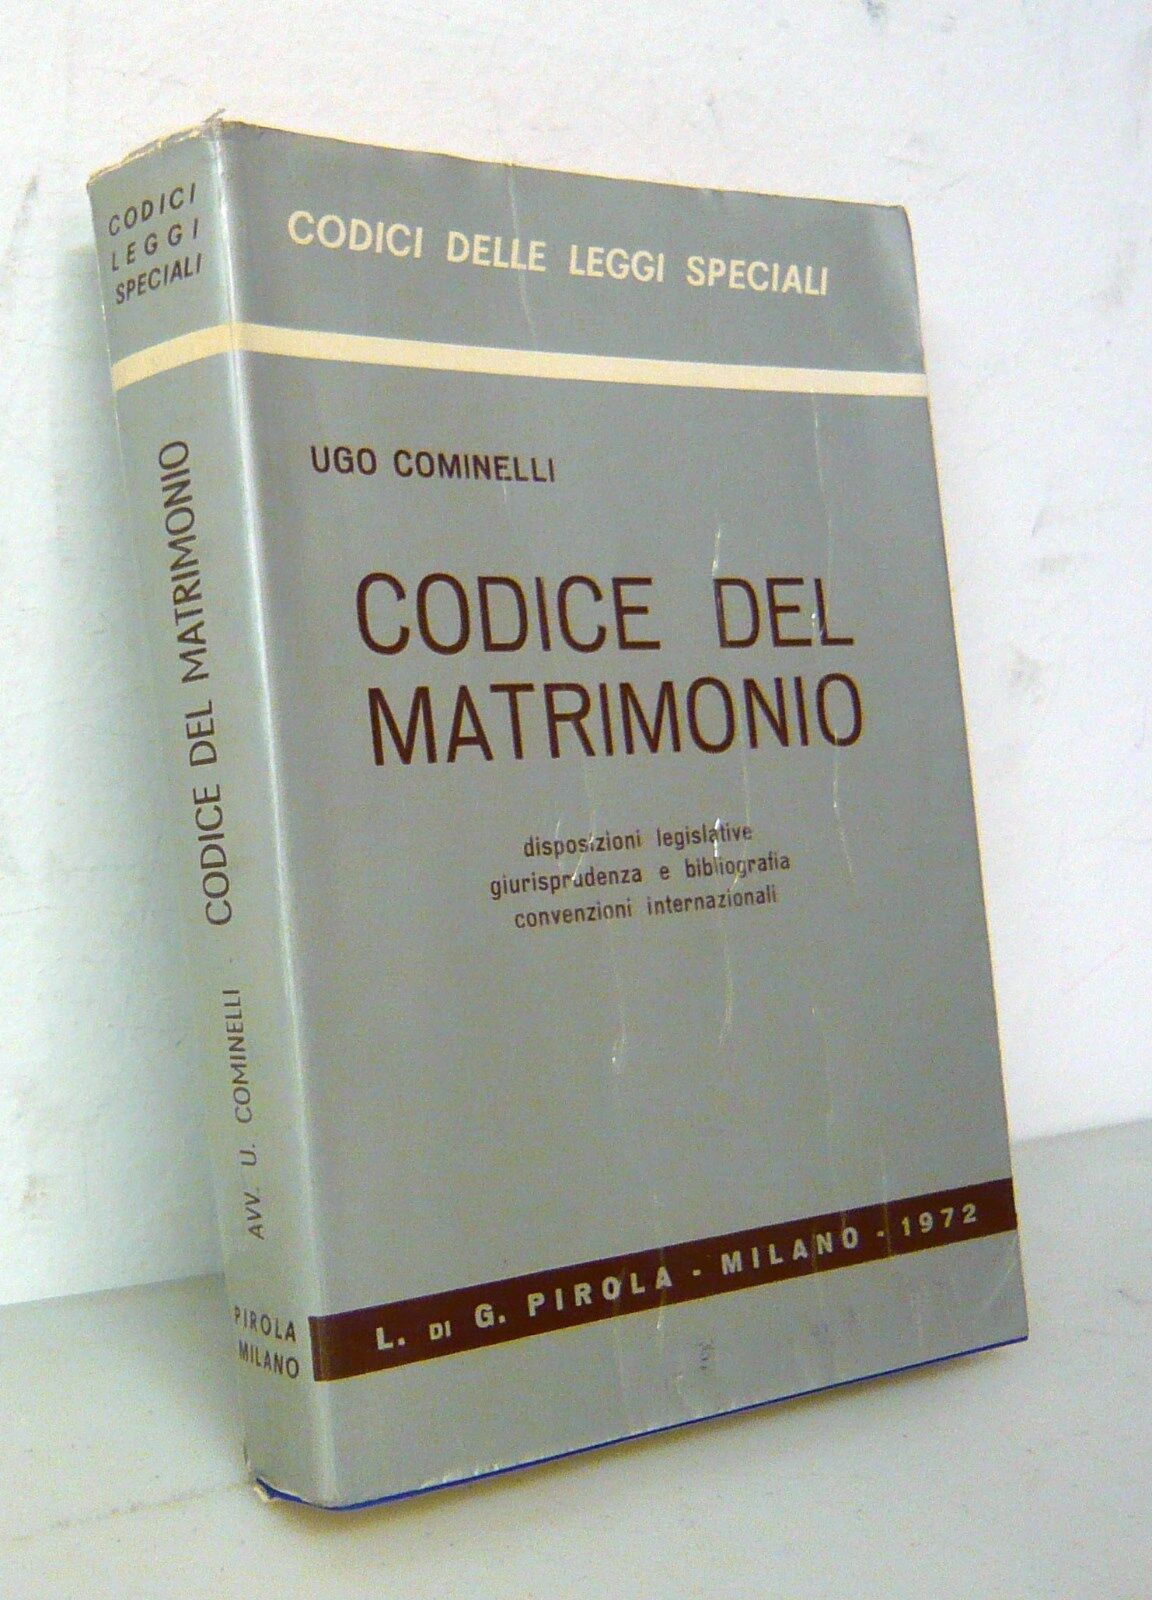 CODICI
LEGGI
SPECIALI
CODICE DEL MATRIMONIO
AVV. U. COMINELLI
PIROLA
MILANO
CODICI DELLE LEGGI SPECIALI
UGO COMINELLI
CODICE DEL
MATRIMONIO
disposizioni legislative
giurisprudenza e bibliografia
convenzioni internazionali
L. DI G. PIROLA - MILANO - 1972